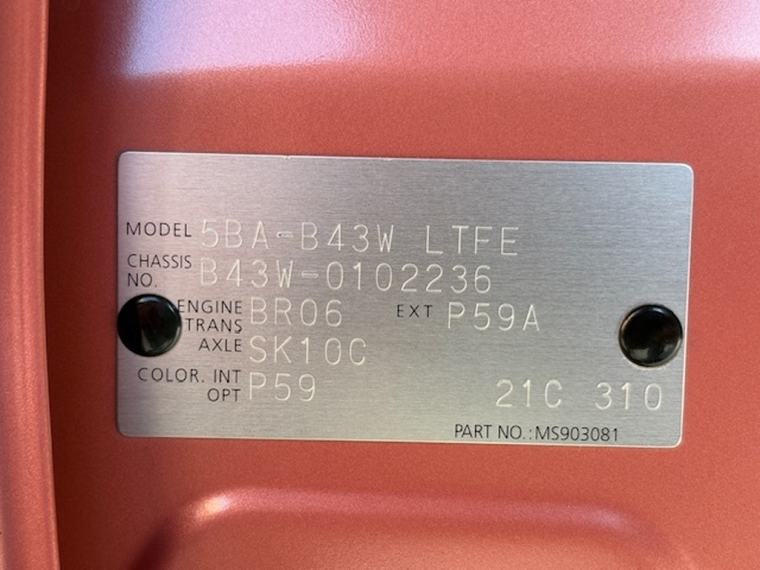 MODEL 5BA-B43W LTFE
CHASSIS NO. B43W-0102236
ENGINE BR06 EXT P59A
TRANS AXLE SK10C
COLOR. INT OPT P59 21C 310
PART NO.:MS903081